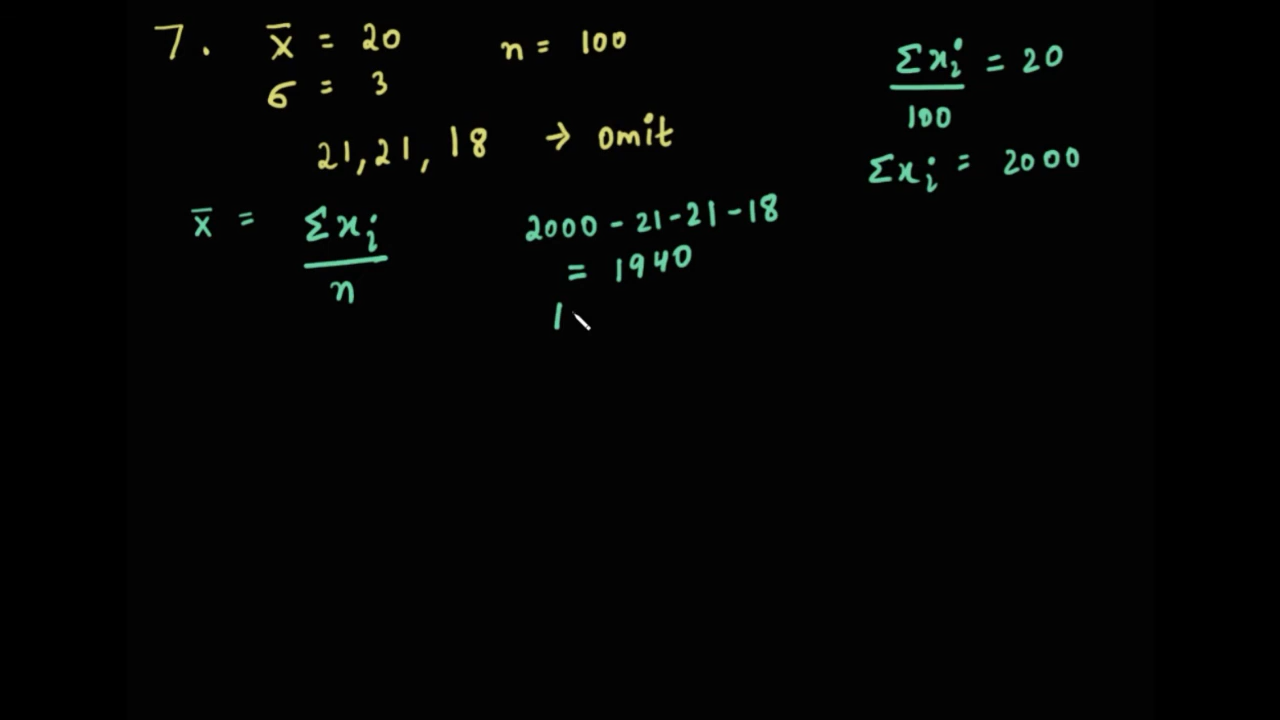 7. x̄ = 20 n = 100
σ = 3
21, 21, 18 → omit
x̄ = Σxᵢ / n
2000 - 21 - 21 - 18
= 1940
1
Σxᵢ / 100 = 20
Σxᵢ = 2000